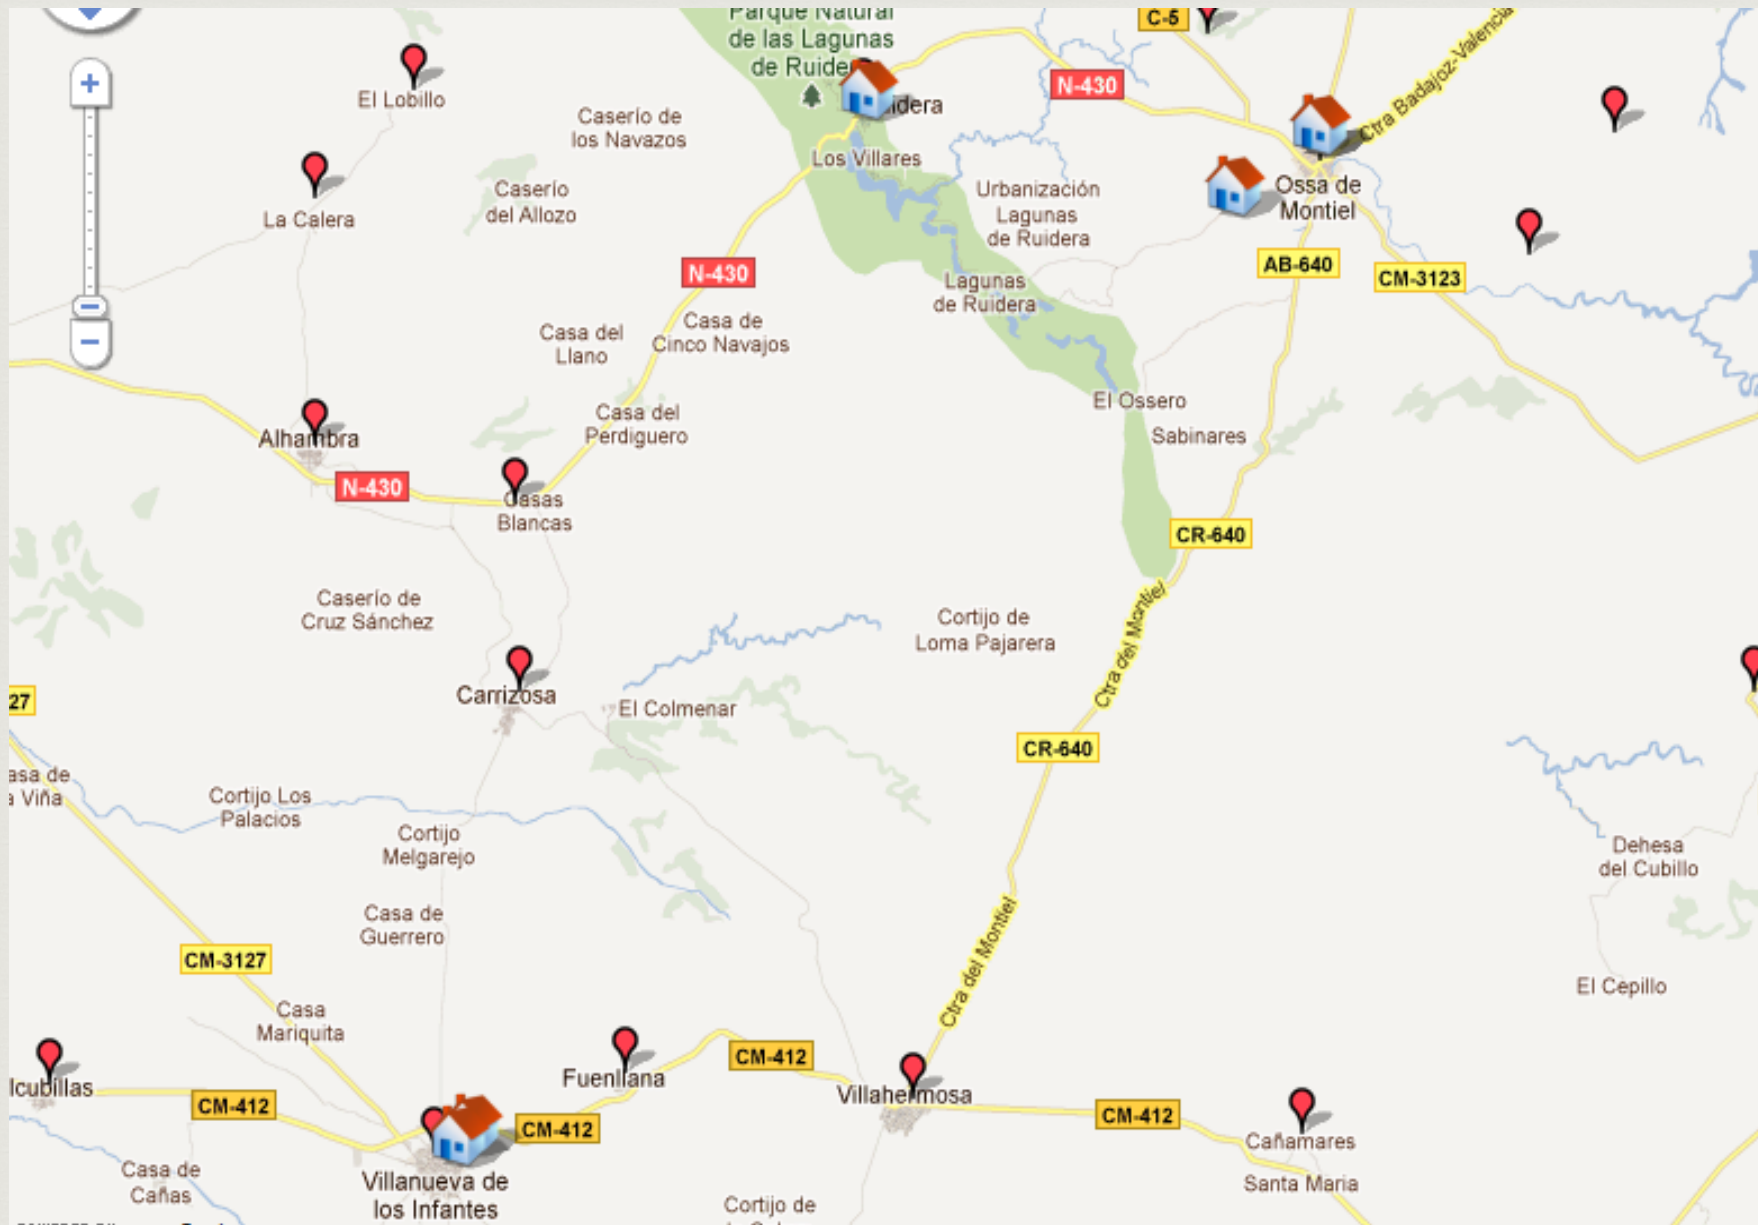 Parque Natural
de las Lagunas
de Ruide
C-5
El Lobillo
N-430
idera
Ctra Badajoz-Valencia
Caserío de
los Navazos
Los Villares
La Calera
Caserío
del Allozo
Urbanización
Lagunas
de Ruidera
Ossa de
Montiel
N-430
AB-640
CM-3123
Lagunas
de Ruidera
Casa del
Llano
Casa de
Cinco Navajos
El Ossero
Casa del
Perdiguero
Sabinares
Alhambra
N-430
Casas
Blancas
CR-640
Caserío de
Cruz Sánchez
Cortijo de
Loma Pajarera
Ctra del Montiel
Carrizosa
27
El Colmenar
CR-640
asa de
a Viña
Cortijo Los
Palacios
Cortijo
Melgarejo
Dehesa
del Cubillo
Casa de
Guerrero
Ctra del Montiel
CM-3127
El Cepillo
Casa
Mariquita
CM-412
Fuenllana
lcubillas
Villahermosa
CM-412
CM-412
CM-412
Cañamares
Villanueva de
los Infantes
Casa de
Cañas
Santa Maria
Cortijo de